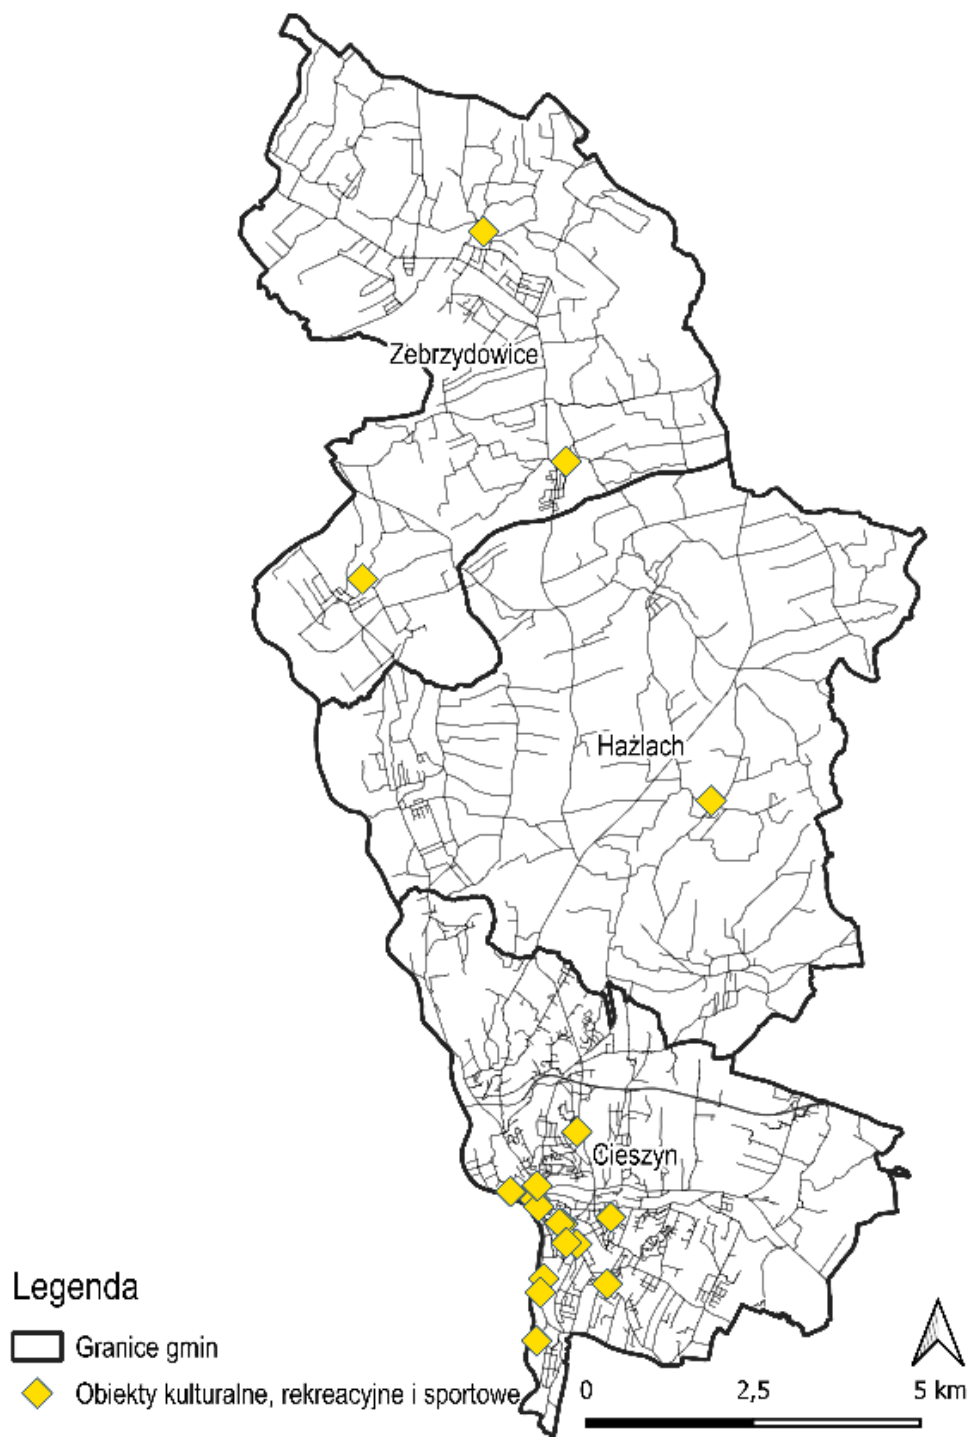 Zebrzydowice
Hażlach
Cieszyn
Legenda
Granice gmin
Obiekty kulturalne, rekreacyjne i sportowe
0 2,5 5 km